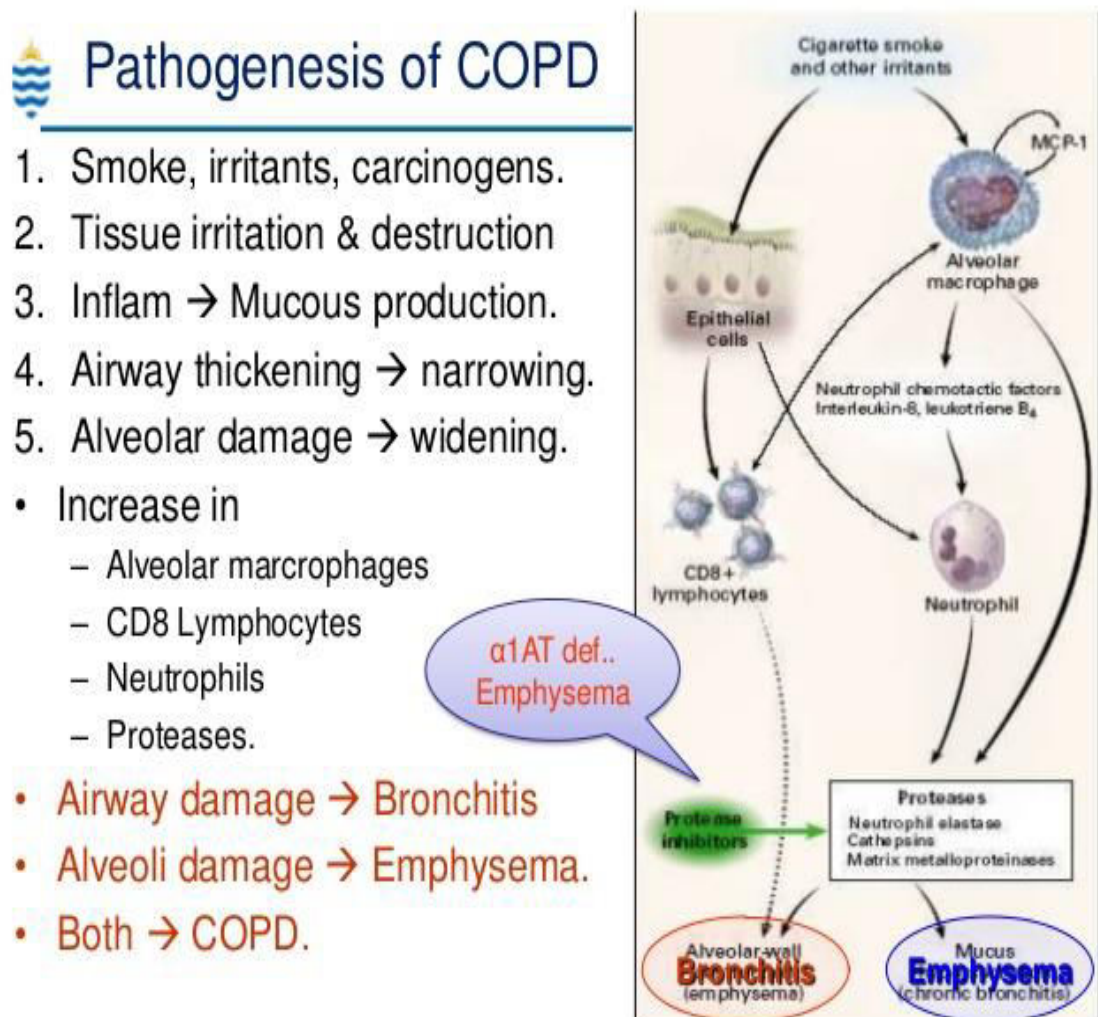 Pathogenesis of COPD
1. Smoke, irritants, carcinogens.
2. Tissue irritation & destruction
3. Inflam → Mucous production.
4. Airway thickening → narrowing.
5. Alveolar damage → widening.
• Increase in
– Alveolar marcrophages
– CD8 Lymphocytes
– Neutrophils
– Proteases.
• Airway damage → Bronchitis
• Alveoli damage → Emphysema.
• Both → COPD.
α1AT def..
Emphysema
Cigarette smoke
and other irritants
MCP-1
Alveolar
macrophage
Epithelial
cells
Neutrophil chemotactic factors
Interleukin-8, leukotriene B₄
CD8+
lymphocytes
Neutrophil
Protease
inhibitors
Proteases
Neutrophil elastase
Cathepsins
Matrix metalloproteinases
Alveolar-wall
Bronchitis
(emphysema)
Mucus
Emphysema
(chronic bronchitis)